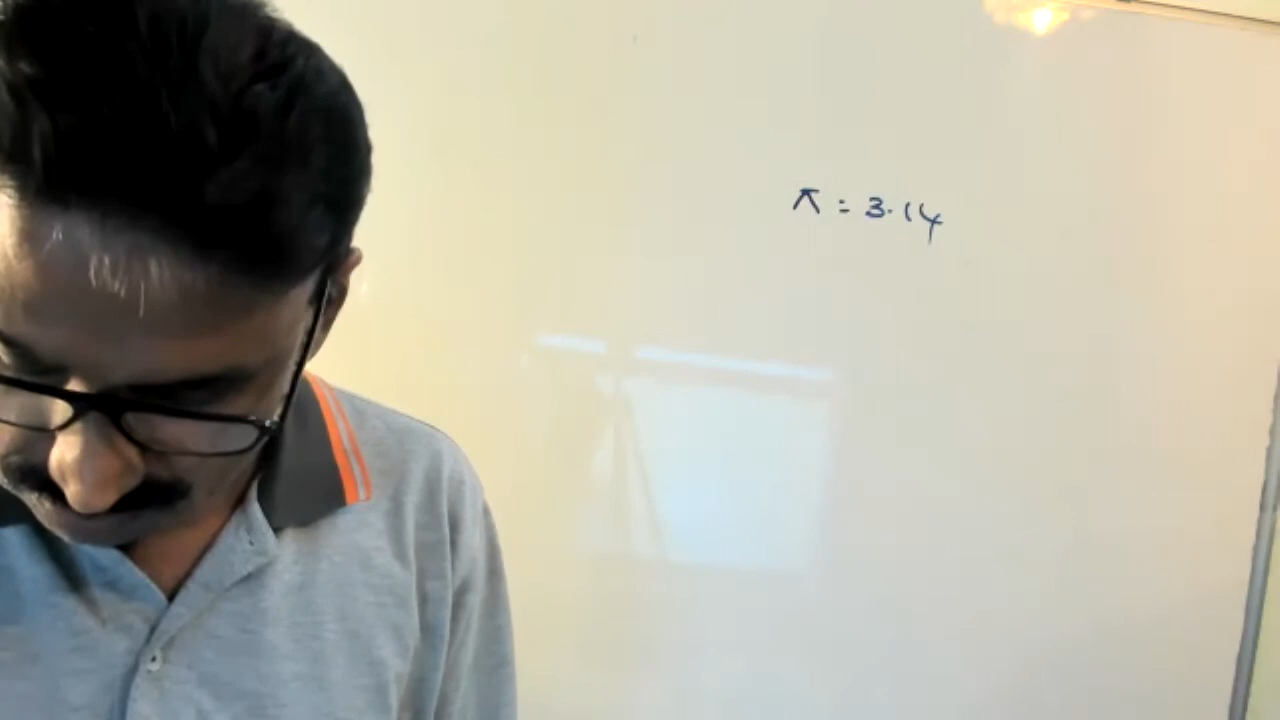 π = 3.14